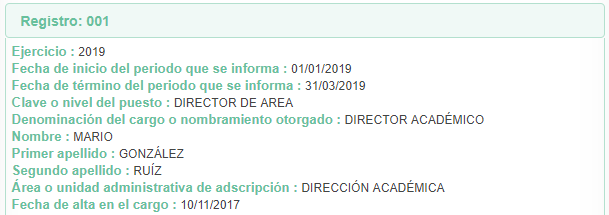 Registro: 001
Ejercicio : 2019
Fecha de inicio del periodo que se informa : 01/01/2019
Fecha de término del periodo que se informa : 31/03/2019
Clave o nivel del puesto : DIRECTOR DE AREA
Denominación del cargo o nombramiento otorgado : DIRECTOR ACADÉMICO
Nombre : MARIO
Primer apellido : GONZÁLEZ
Segundo apellido : RUÍZ
Área o unidad administrativa de adscripción : DIRECCIÓN ACADÉMICA
Fecha de alta en el cargo : 10/11/2017